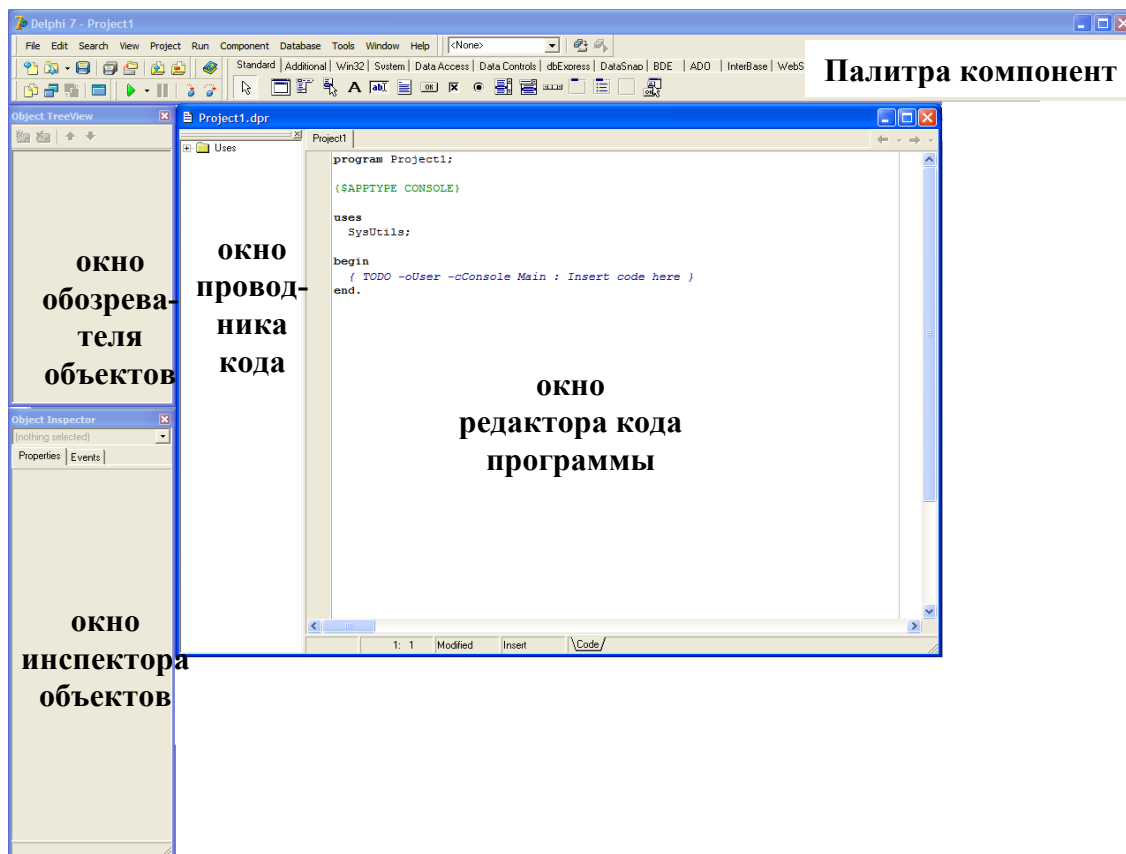 Delphi 7 - Project1
File Edit Search View Project Run Component Database Tools Window Help <None>
Standard Additional Win32 System Data Access Data Controls dbExpress DataSnap BDE ADO InterBase WebS
Палитра компонент
Object TreeView
Project1.dpr
Uses
Project1
program Project1;
{$APPTYPE CONSOLE}
uses
SysUtils;
begin
{ TODO -oUser -cConsole Main : Insert code here }
end.
окно
обозрева-
теля
объектов
окно
провод-
ника
кода
окно
редактора кода
программы
Object Inspector
(nothing selected)
Properties Events
окно
инспектора
объектов
1: 1 Modified Insert \Code/